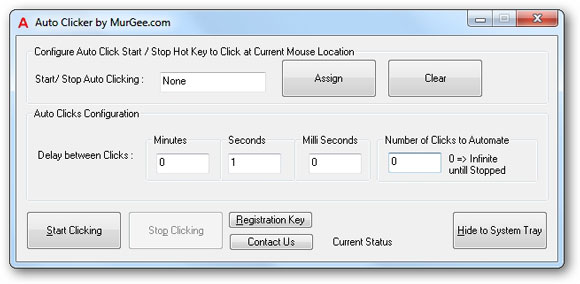 A Auto Clicker by MurGee.com
Configure Auto Click Start / Stop Hot Key to Click at Current Mouse Location
Start/ Stop Auto Clicking : None Assign Clear
Auto Clicks Configuration
Minutes Seconds Milli Seconds Number of Clicks to Automate
Delay between Clicks : 0 1 0 0 0 => Infinite
untill Stopped
Start Clicking Stop Clicking Registration Key Hide to System Tray
Contact Us Current Status